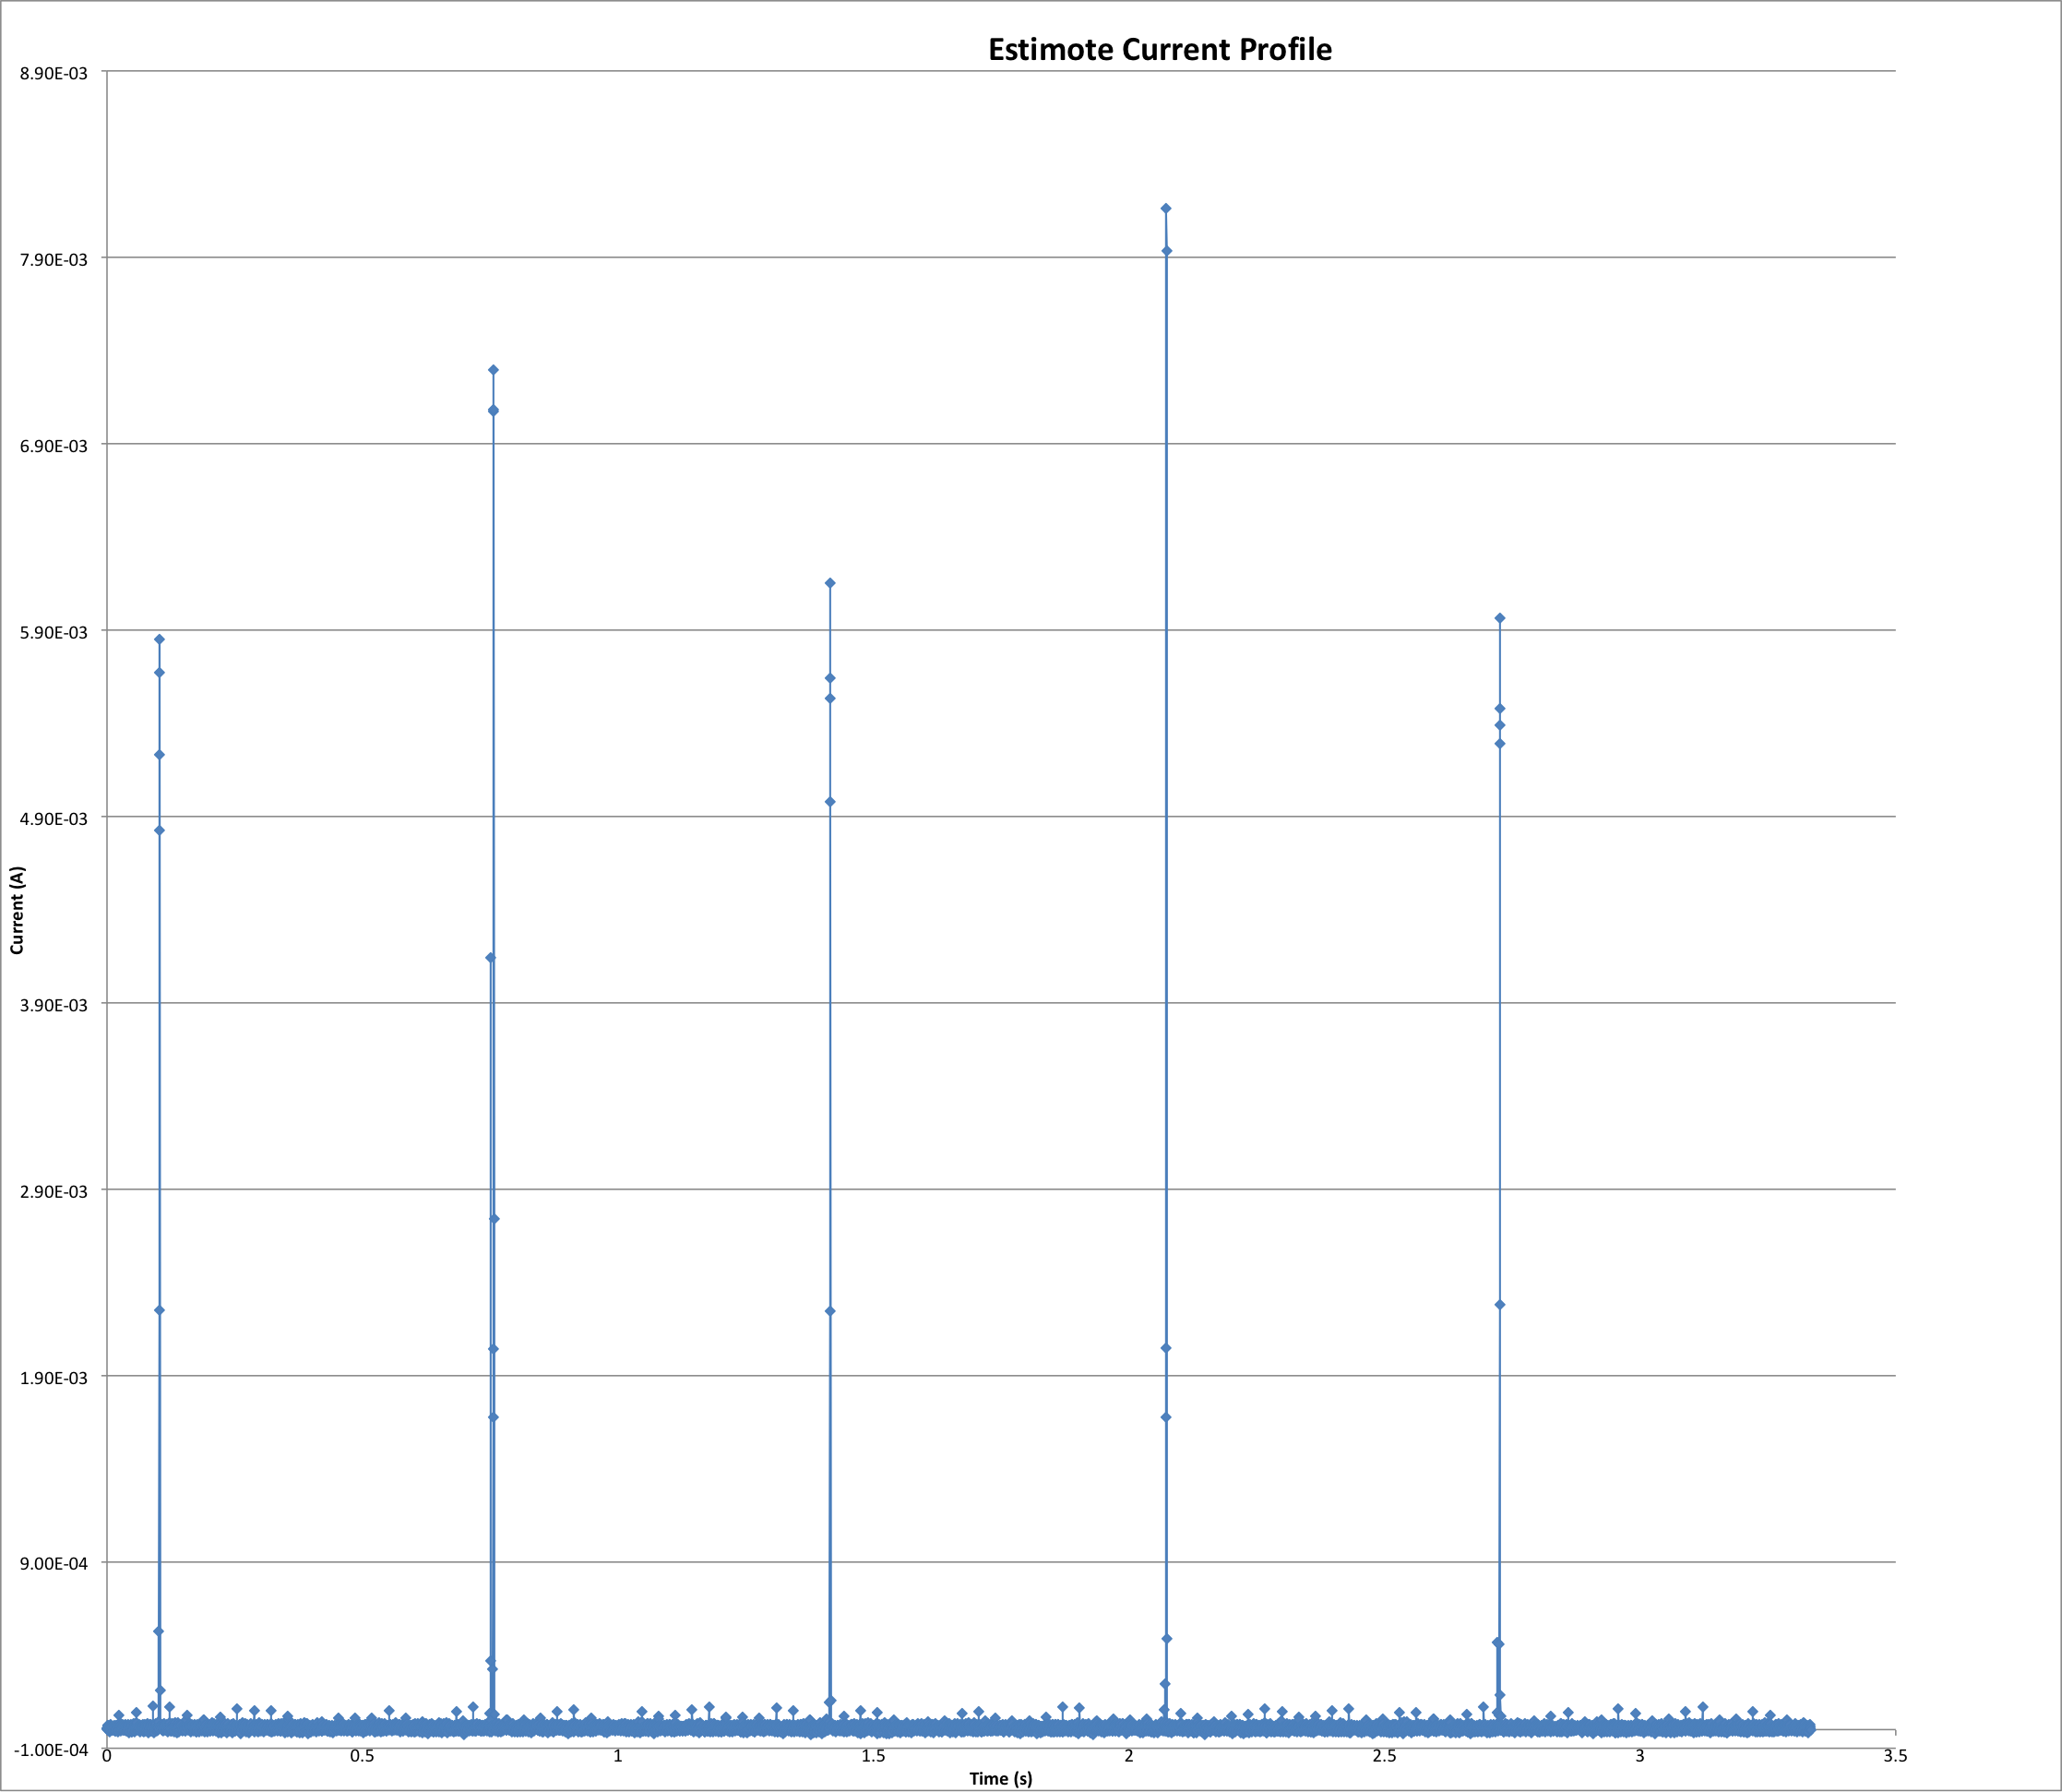 Estimote Current Profile
8.90E-03
7.90E-03
6.90E-03
5.90E-03
4.90E-03
Current (A)
3.90E-03
2.90E-03
1.90E-03
9.00E-04
-1.00E-04
0 0.5 1 1.5 2 2.5 3 3.5
Time (s)